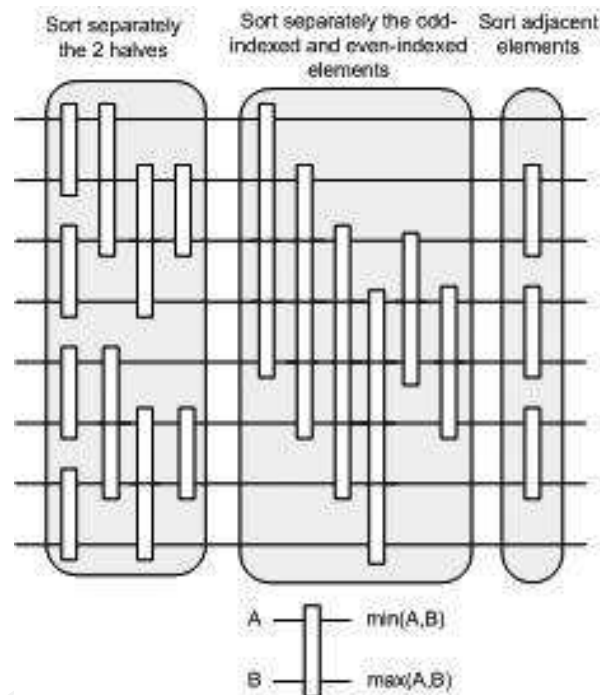 Sort separately
the 2 halves
Sort separately the odd-
indexed and even-indexed
elements
Sort adjacent
elements
A
min(A,B)
B
max(A,B)